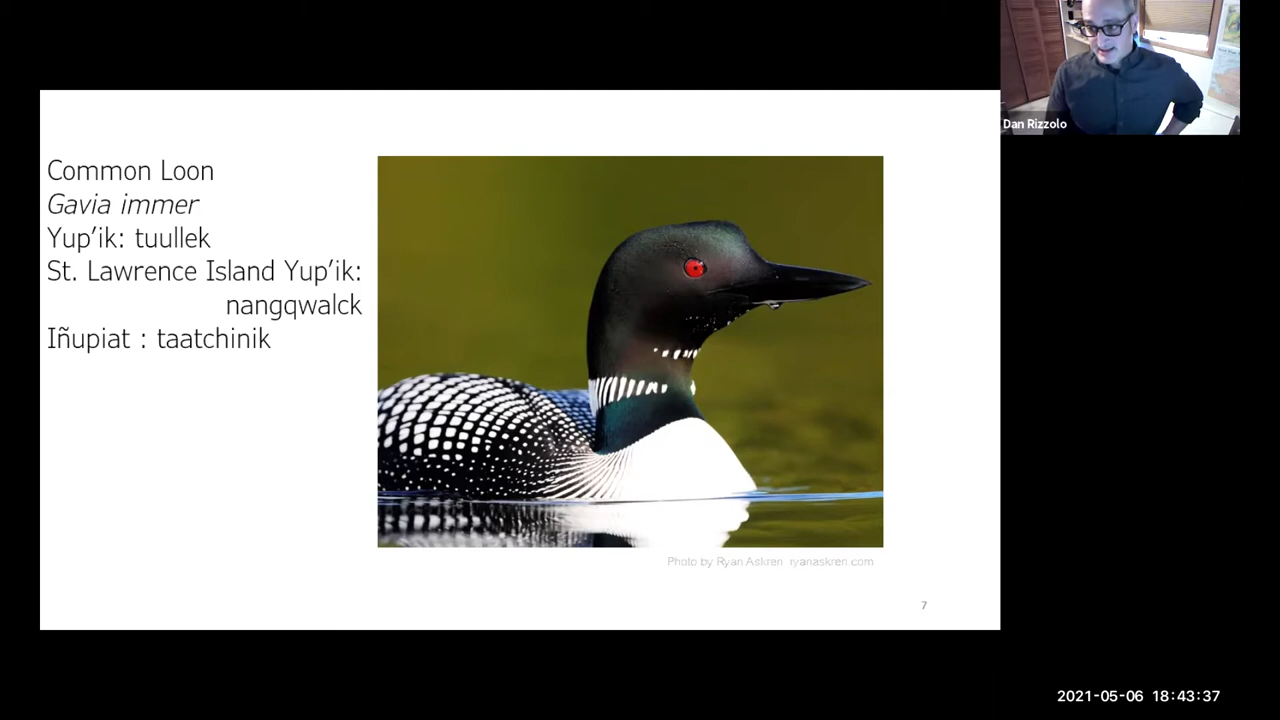 Dan Rizzolo
Common Loon
Gavia immer
Yup’ik: tuullek
St. Lawrence Island Yup’ik:
nangqwalck
Iñupiat : taatchinik
Photo by Ryan Askren ryanaskren.com
7
2021-05-06 18:43:37